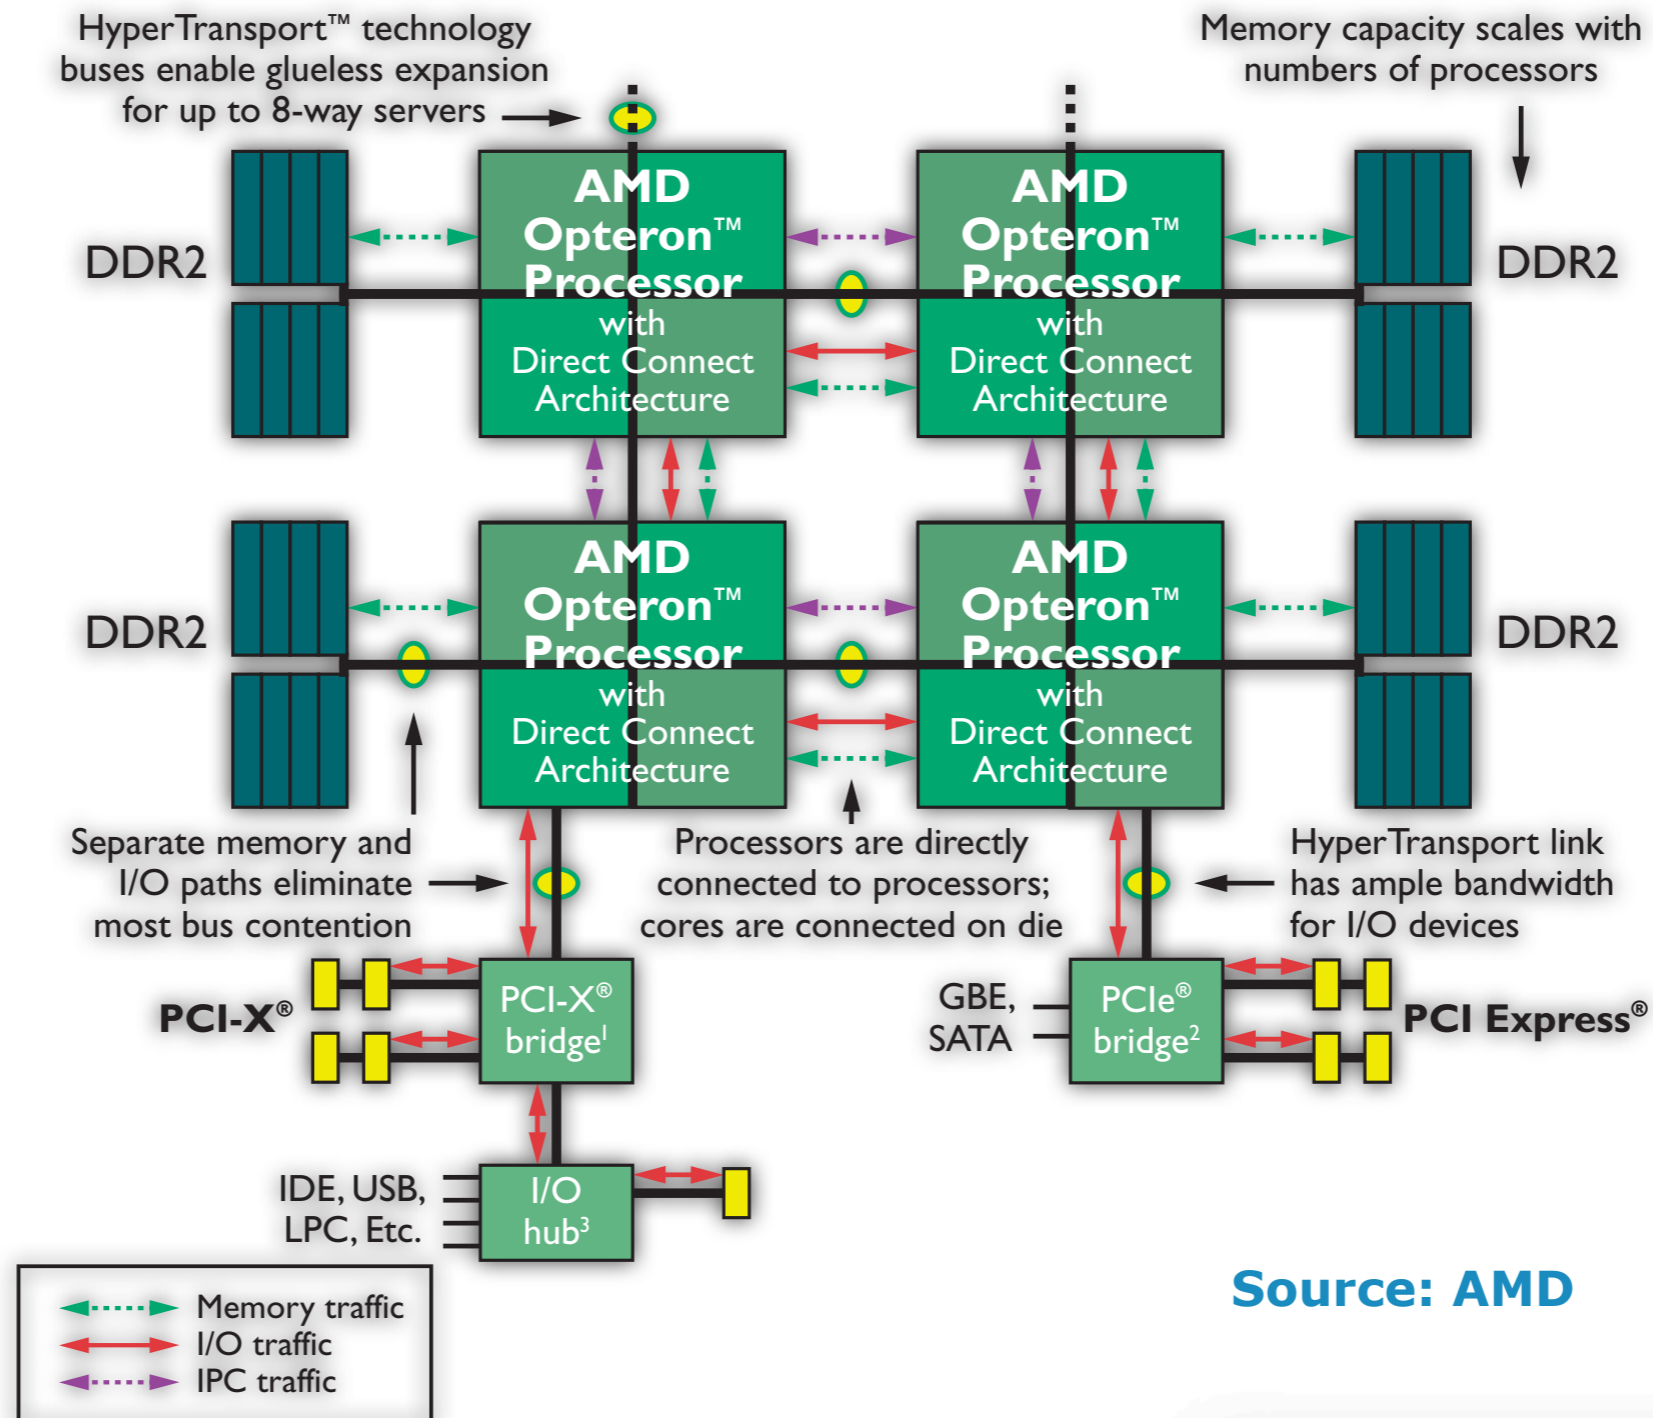 HyperTransport™ technology
buses enable glueless expansion
for up to 8-way servers
Memory capacity scales with
numbers of processors
DDR2
AMD
Opteron™
Processor
with
Direct Connect
Architecture
AMD
Opteron™
Processor
with
Direct Connect
Architecture
DDR2
DDR2
AMD
Opteron™
Processor
with
Direct Connect
Architecture
AMD
Opteron™
Processor
with
Direct Connect
Architecture
DDR2
Separate memory and
I/O paths eliminate
most bus contention
Processors are directly
connected to processors;
cores are connected on die
HyperTransport link
has ample bandwidth
for I/O devices
PCI-X®
PCI-X®
bridge¹
GBE,
SATA
PCIe®
bridge²
PCI Express®
IDE, USB,
LPC, Etc.
I/O
hub³
Memory traffic
I/O traffic
IPC traffic
Source: AMD